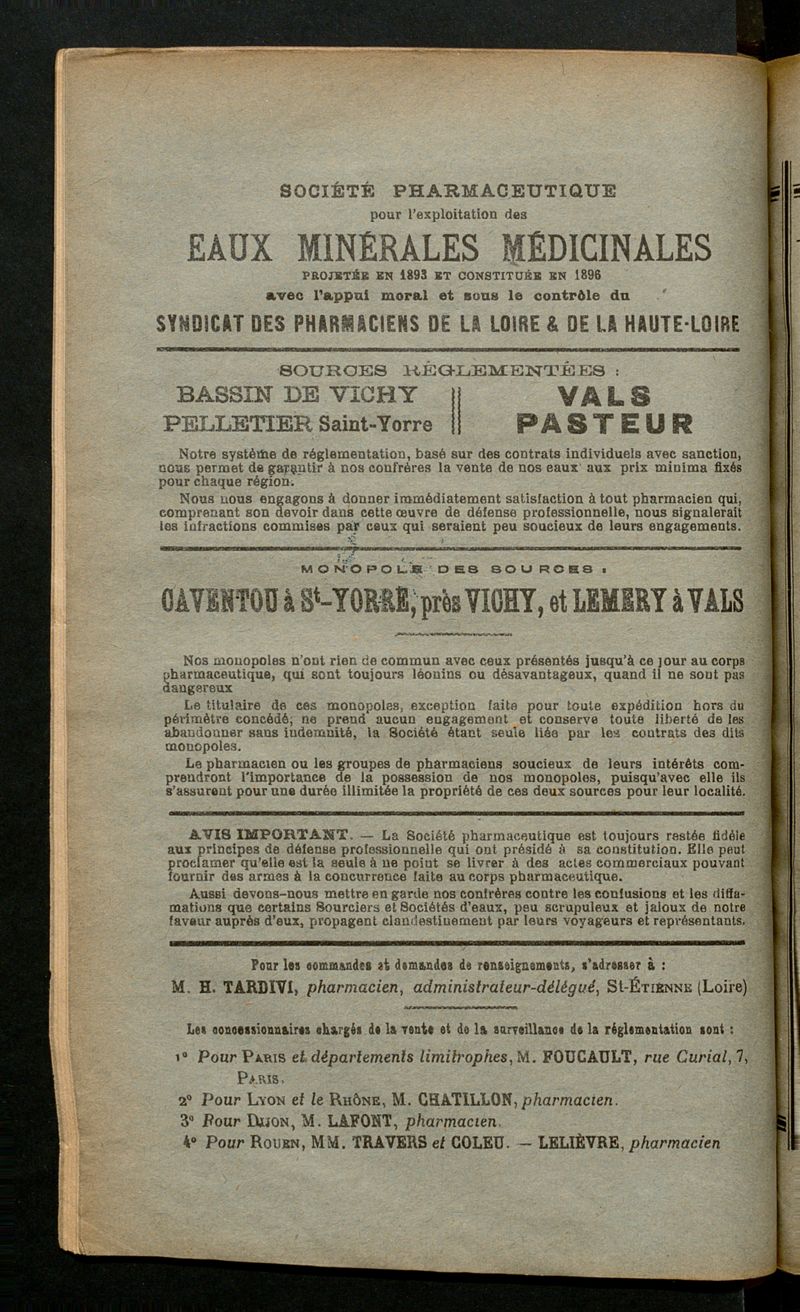 SOCIÉTÉ PHARMACEUTIQUE
pour l'exploitation des
EAUX MINÉRALES MÉDICINALES
PROJETÉE EN 1893 ET CONSTITUÉE EN 1896
avec l'appui moral et sous le contrôle du
SYNDICAT DES PHARMACIENS DE LA LOIRE & DE LA HAUTE-LOIRE
SOURCES RÉGLEMENTÉES :
BASSIN DE VICHY
PELLETIER Saint-Yorre
VALS
PASTEUR
Notre système de réglementation, basé sur des contrats individuels avec sanction,
nous permet de garantir à nos confrères la vente de nos eaux aux prix minima fixés
pour chaque région.
Nous nous engagons à donner immédiatement satisfaction à tout pharmacien qui,
comprenant son devoir dans cette œuvre de défense professionnelle, nous signalerait
les infractions commises par ceux qui seraient peu soucieux de leurs engagements.
MONOPOLE DES SOURCES :
CAVENTOU à St-YORRE, près VICHY, et LEMERY à VALS
Nos monopoles n'ont rien de commun avec ceux présentés jusqu'à ce jour au corps
pharmaceutique, qui sont toujours léonins ou désavantageux, quand il ne sont pas
dangereux
Le titulaire de ces monopoles, exception faite pour toute expédition hors du
périmètre concédé; ne prend aucun engagement et conserve toute liberté de les
abandonner sans indemnité, la Société étant seule liée par les contrats des dits
monopoles.
Le pharmacien ou les groupes de pharmaciens soucieux de leurs intérêts com-
prendront l'importance de la possession de nos monopoles, puisqu'avec elle ils
s'assurent pour une durée illimitée la propriété de ces deux sources pour leur localité.
AVIS IMPORTANT. — La Société pharmaceutique est toujours restée fidèle
aux principes de défense professionnelle qui ont présidé à sa constitution. Elle peut
proclamer qu'elle est la seule à ne point se livrer à des actes commerciaux pouvant
fournir des armes à la concurrence faite au corps pharmaceutique.
Aussi devons-nous mettre en garde nos confrères contre les confusions et les diffa-
mations que certains Sourciers et Sociétés d'eaux, peu scrupuleux et jaloux de notre
faveur auprès d'eux, propagent clandestinement par leurs voyageurs et représentants.
Pour les commandes et demandes de renseignements, s'adresser à :
M. H. TARDIVI, pharmacien, administrateur-délégué, St-ÉTIENNE (Loire)
Les concessionnaires chargés de la vente et de la surveillance de la réglementation sont :
1º Pour PARIS et départements limitrophes, M. FOUCAULT, rue Curial, 7,
PARIS.
2º Pour LYON et le RHÔNE, M. CHATILLON, pharmacien.
3º Pour DIJON, M. LAFONT, pharmacien.
4º Pour ROUEN, MM. TRAVERS et COLEU. — LELIÈVRE, pharmacien